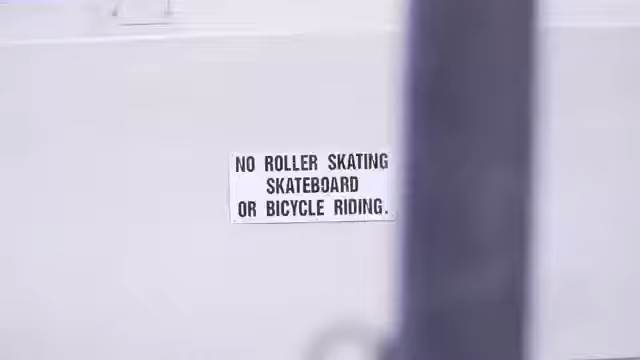 NO ROLLER SKATING
SKATEBOARD
OR BICYCLE RIDING.